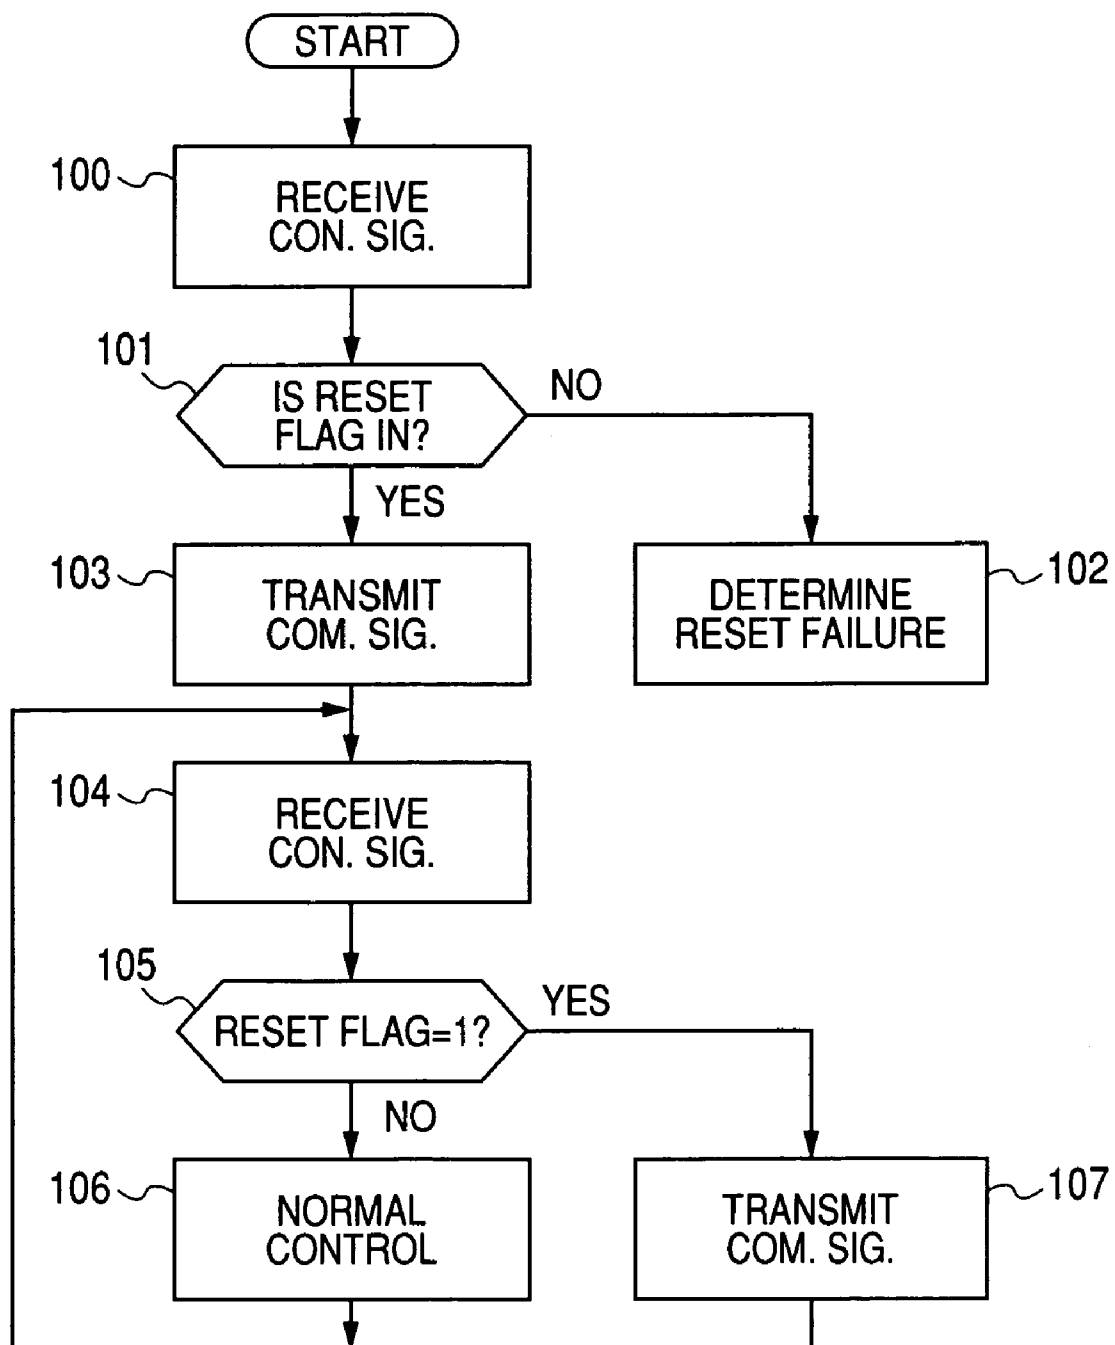 START
100
RECEIVE
CON. SIG.
101
IS RESET
FLAG IN?
NO
YES
103
TRANSMIT
COM. SIG.
DETERMINE
RESET FAILURE
102
104
RECEIVE
CON. SIG.
105
RESET FLAG=1?
YES
NO
106
NORMAL
CONTROL
TRANSMIT
COM. SIG.
107